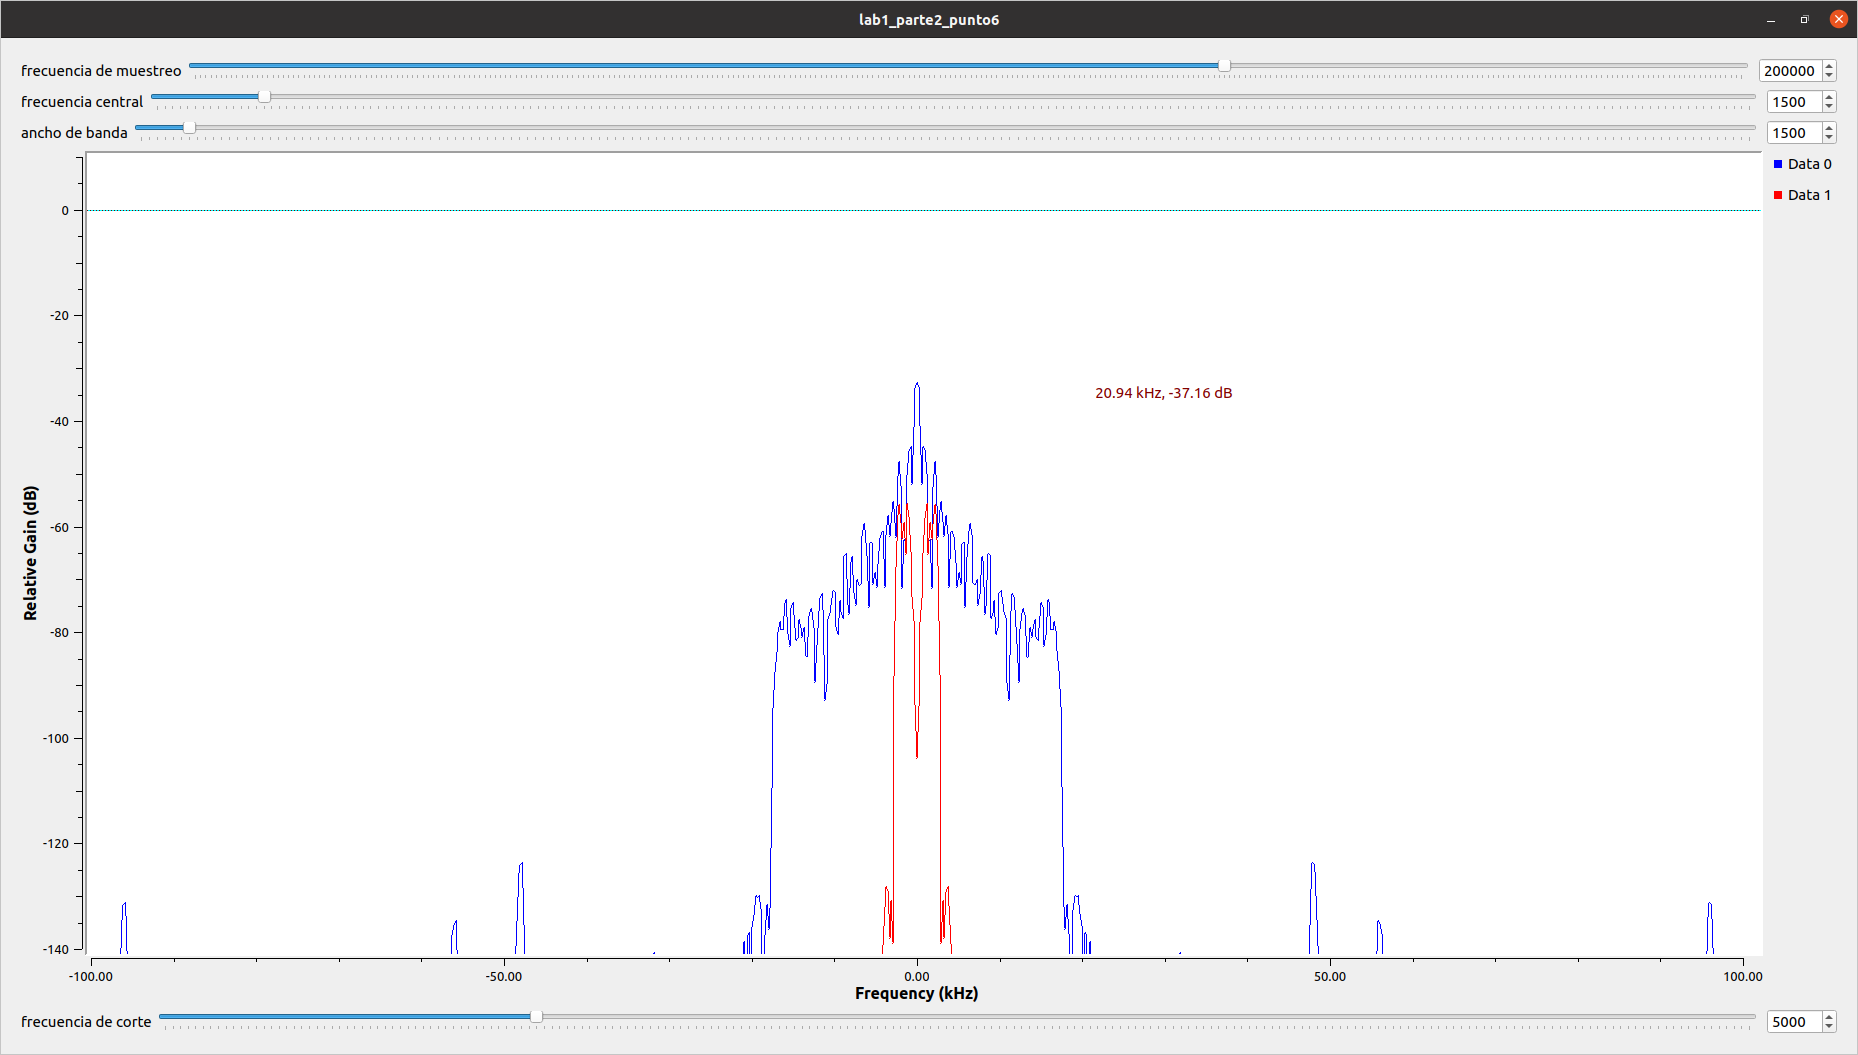 lab1_parte2_punto6
frecuencia de muestreo 200000
frecuencia central 1500
ancho de banda 1500
Data 0
Data 1
0
-20
20.94 kHz, -37.16 dB
-40
-60
-80
-100
-120
-140
Relative Gain (dB)
-100.00 -50.00 0.00 50.00 100.00
Frequency (kHz)
frecuencia de corte 5000